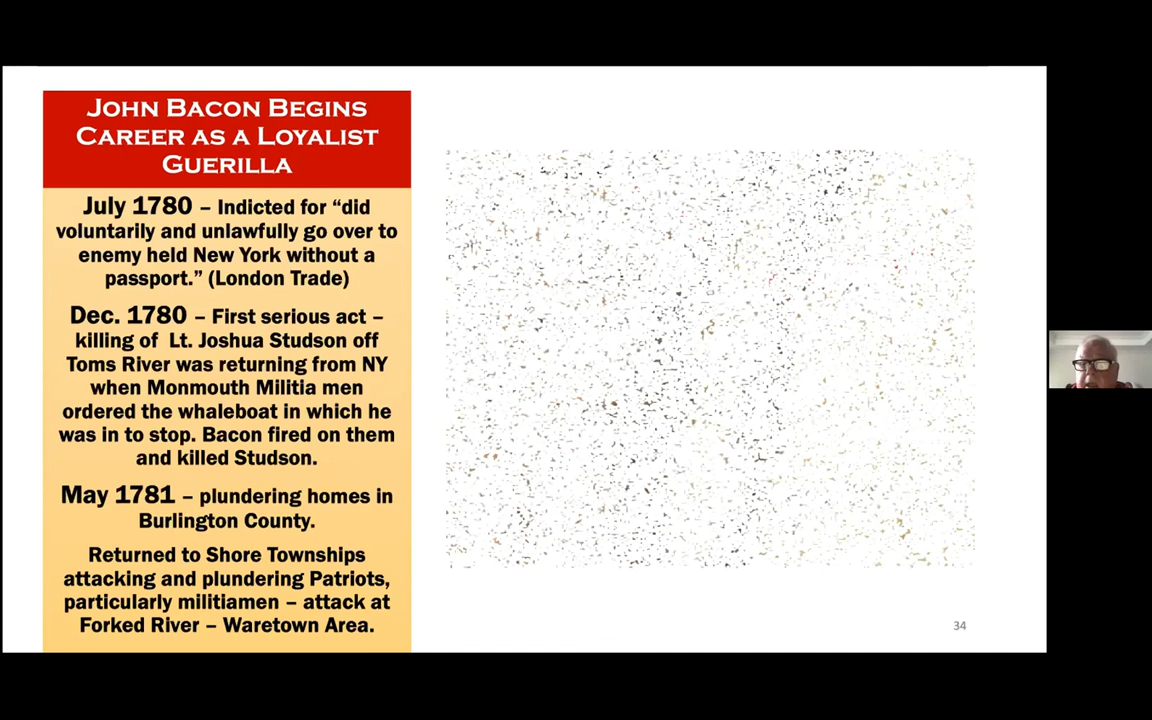 John Bacon Begins
Career as a Loyalist
Guerilla
July 1780 – Indicted for “did
voluntarily and unlawfully go over to
enemy held New York without a
passport.” (London Trade)
Dec. 1780 – First serious act –
killing of Lt. Joshua Studson off
Toms River was returning from NY
when Monmouth Militia men
ordered the whaleboat in which he
was in to stop. Bacon fired on them
and killed Studson.
May 1781 – plundering homes in
Burlington County.
Returned to Shore Townships
attacking and plundering Patriots,
particularly militiamen – attack at
Forked River – Waretown Area.
34